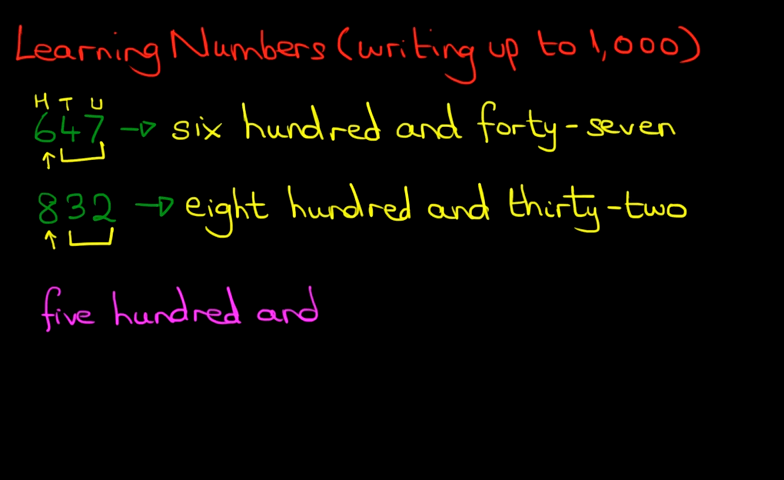 Learning Numbers (writing up to 1,000)
H T U
647 → six hundred and forty-seven
832 → eight hundred and thirty-two
five hundred and